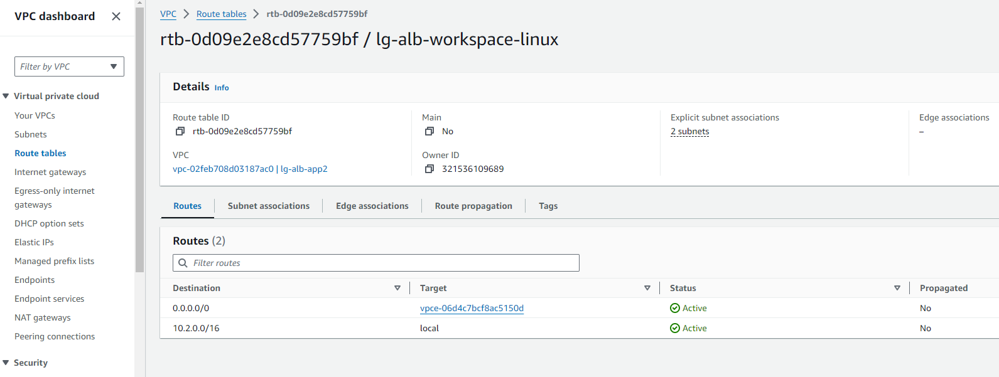 VPC dashboard
Filter by VPC
Virtual private cloud
Your VPCs
Subnets
Route tables
Internet gateways
Egress-only internet
gateways
DHCP option sets
Elastic IPs
Managed prefix lists
Endpoints
Endpoint services
NAT gateways
Peering connections
Security
VPC > Route tables > rtb-0d09e2e8cd57759bf
rtb-0d09e2e8cd57759bf / lg-alb-workspace-linux
Details Info
Route table ID
rtb-0d09e2e8cd57759bf
Main
No
Explicit subnet associations
2 subnets
Edge associations
–
VPC
vpc-02feb708d03187ac0 | lg-alb-app2
Owner ID
321536109689
Routes Subnet associations Edge associations Route propagation Tags
Routes (2)
Filter routes
Destination Target Status Propagated
0.0.0.0/0 vpce-06d4c7bcf8ac5150d Active No
10.2.0.0/16 local Active No